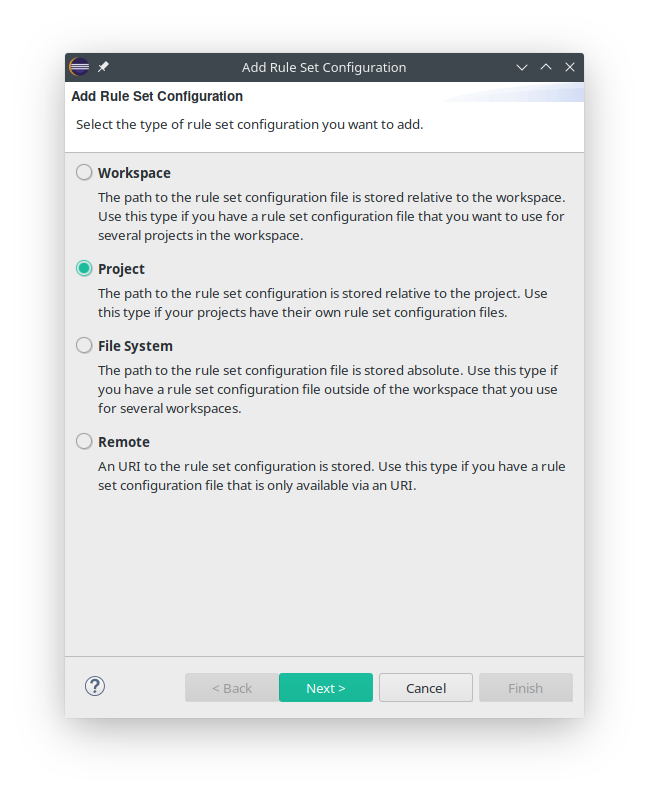 Add Rule Set Configuration
Add Rule Set Configuration
Select the type of rule set configuration you want to add.
Workspace
The path to the rule set configuration file is stored relative to the workspace.
Use this type if you have a rule set configuration file that you want to use for
several projects in the workspace.
Project
The path to the rule set configuration is stored relative to the project. Use
this type if your projects have their own rule set configuration files.
File System
The path to the rule set configuration file is stored absolute. Use this type if
you have a rule set configuration file outside of the workspace that you use
for several workspaces.
Remote
An URI to the rule set configuration is stored. Use this type if you have a rule
set configuration file that is only available via an URI.
?
< Back
Next >
Cancel
Finish